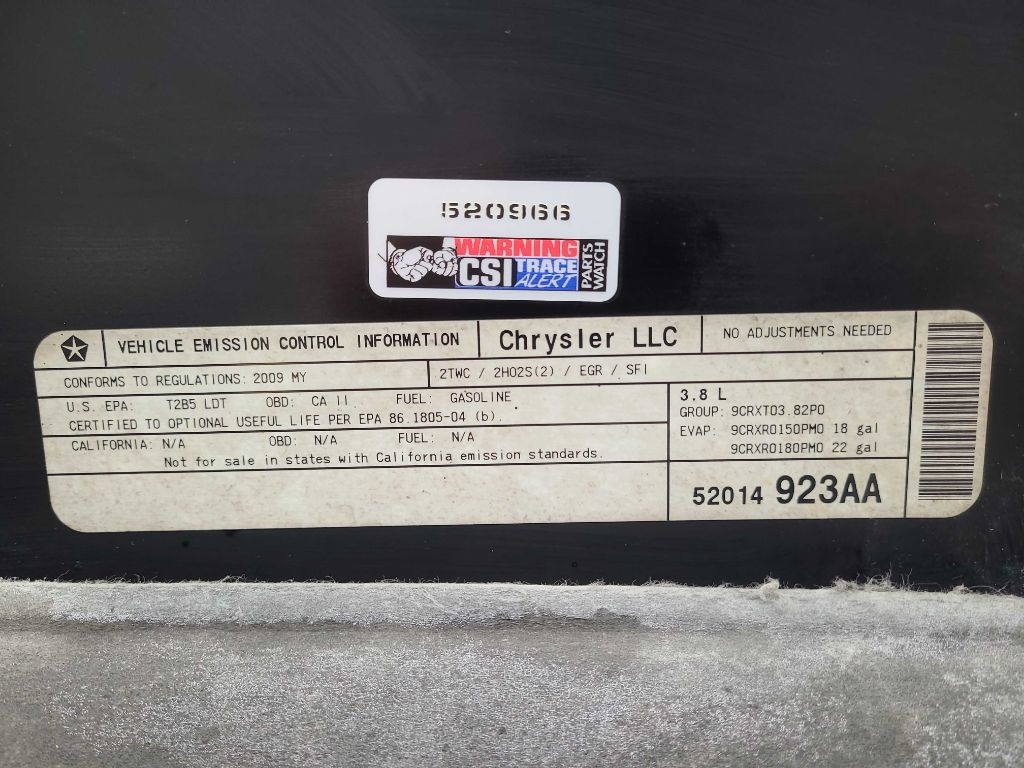 520966
WARNING
CSI TRACE
ALERT
PARTS WATCH
VEHICLE EMISSION CONTROL INFORMATION
Chrysler LLC
NO ADJUSTMENTS NEEDED
CONFORMS TO REGULATIONS: 2009 MY
2TWC / 2HO2S(2) / EGR / SFI
U.S. EPA: T2B5 LDT OBD: CA II FUEL: GASOLINE
CERTIFIED TO OPTIONAL USEFUL LIFE PER EPA 86.1805-04 (b).
CALIFORNIA: N/A OBD: N/A FUEL: N/A
Not for sale in states with California emission standards.
3.8 L
GROUP: 9CRXT03.82P0
EVAP: 9CRXR0150PM0 18 gal
9CRXR0180PM0 22 gal
52014 923AA